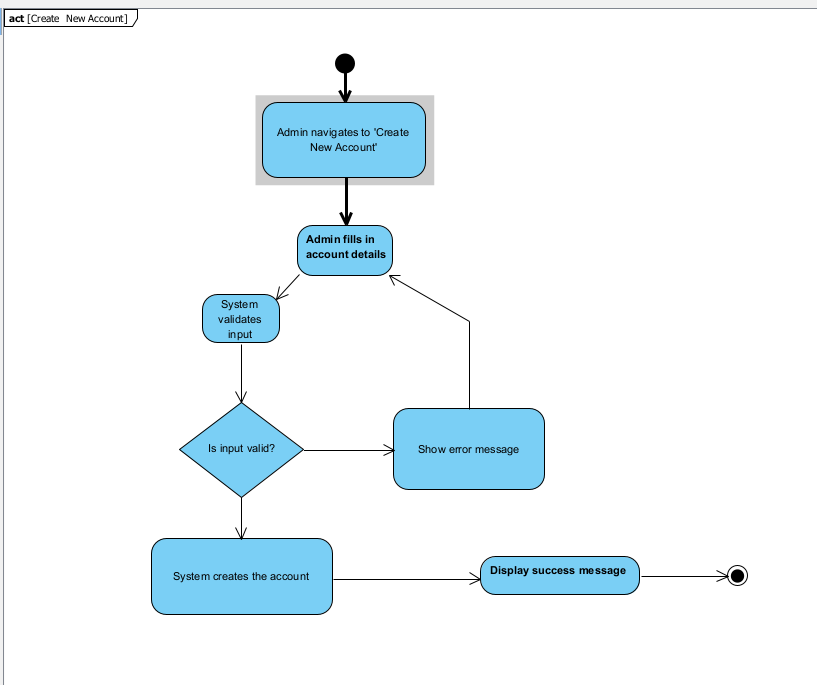 act [Create New Account]
Admin navigates to 'Create
New Account'
Admin fills in
account details
System
validates
input
Is input valid?
Show error message
System creates the account
Display success message